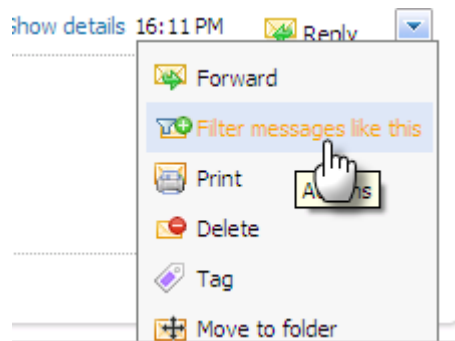 Show details 16:11 PM Reply
Forward
Filter messages like this
Print
Delete
Tag
Move to folder